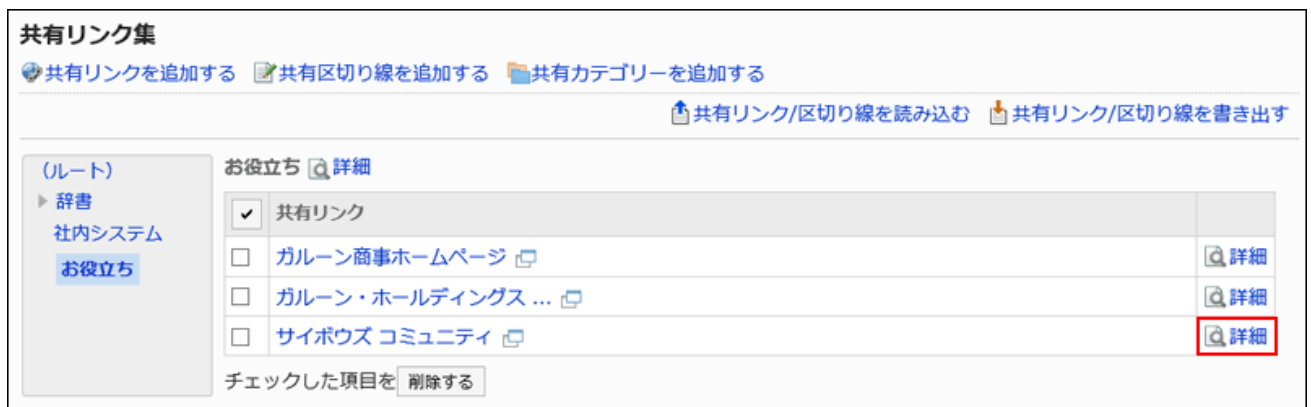 共有リンク集
共有リンクを追加する 共有区切り線を追加する 共有カテゴリーを追加する
共有リンク/区切り線を読み込む 共有リンク/区切り線を書き出す
(ルート)
辞書
社内システム
お役立ち
お役立ち 詳細
共有リンク
ガルーン商事ホームページ 詳細
ガルーン・ホールディングス ... 詳細
サイボウズ コミュニティ 詳細
チェックした項目を 削除する